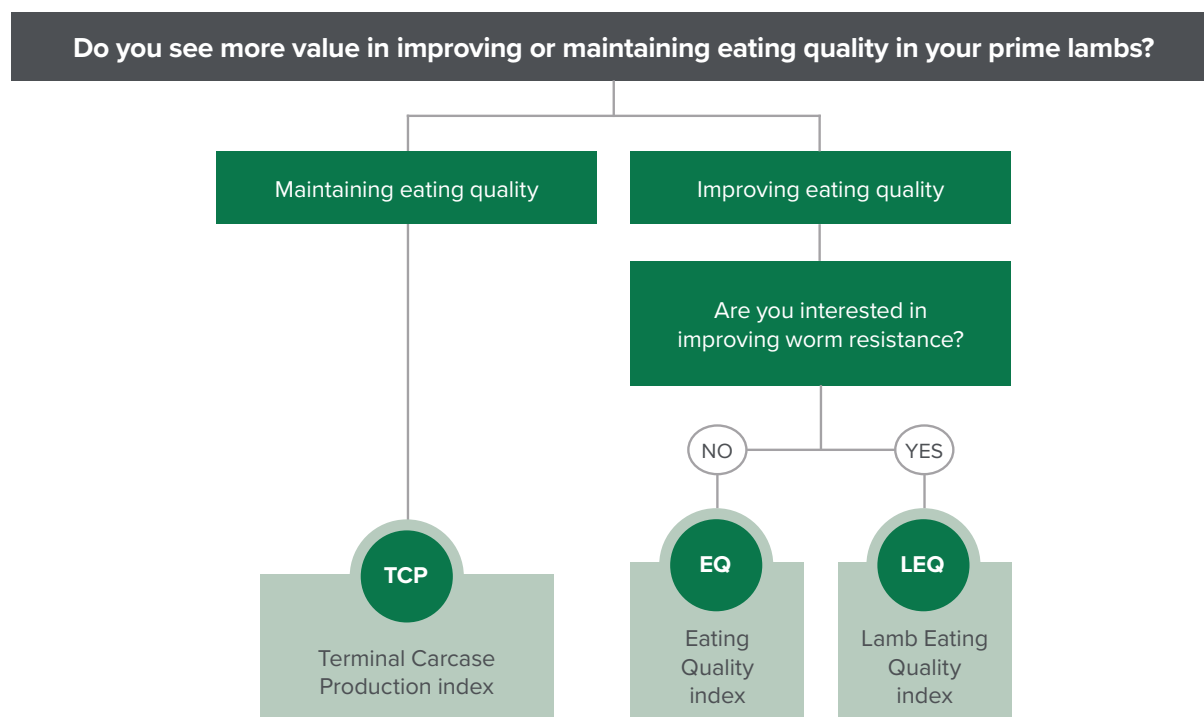 Do you see more value in improving or maintaining eating quality in your prime lambs?
Maintaining eating quality
Improving eating quality
Are you interested in
improving worm resistance?
NO
YES
TCP
Terminal Carcase
Production index
EQ
Eating
Quality
index
LEQ
Lamb Eating
Quality
index